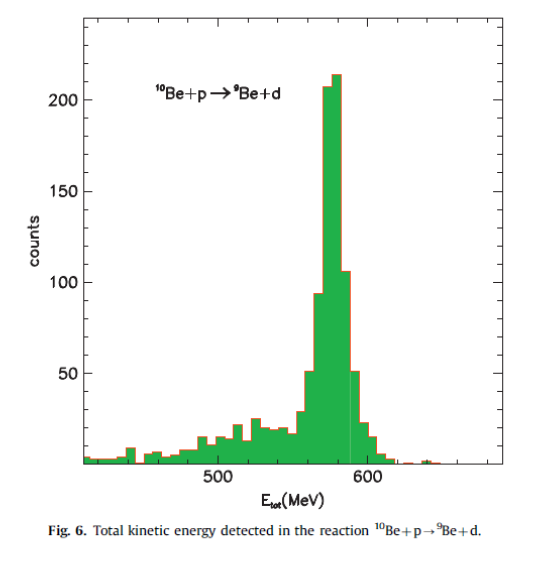 ¹⁰Be+p→⁹Be+d
200
150
100
50
counts
500 600
E_tot(MeV)
Fig. 6. Total kinetic energy detected in the reaction ¹⁰Be+p→⁹Be+d.